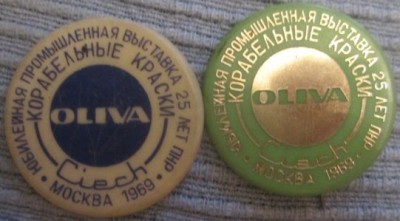 ЮБИЛЕЙНАЯ ПРОМЫШЛЕННАЯ ВЫСТАВКА 25 ЛЕТ ПНР
КОРАБЕЛЬНЫЕ КРАСКИ
OLIVA
Ciech
• МОСКВА 1969 •
ЮБИЛЕЙНАЯ ПРОМЫШЛЕННАЯ ВЫСТАВКА 25 ЛЕТ ПНР
КОРАБЕЛЬНЫЕ КРАСКИ
OLIVA
Ciech
• МОСКВА 1969 •